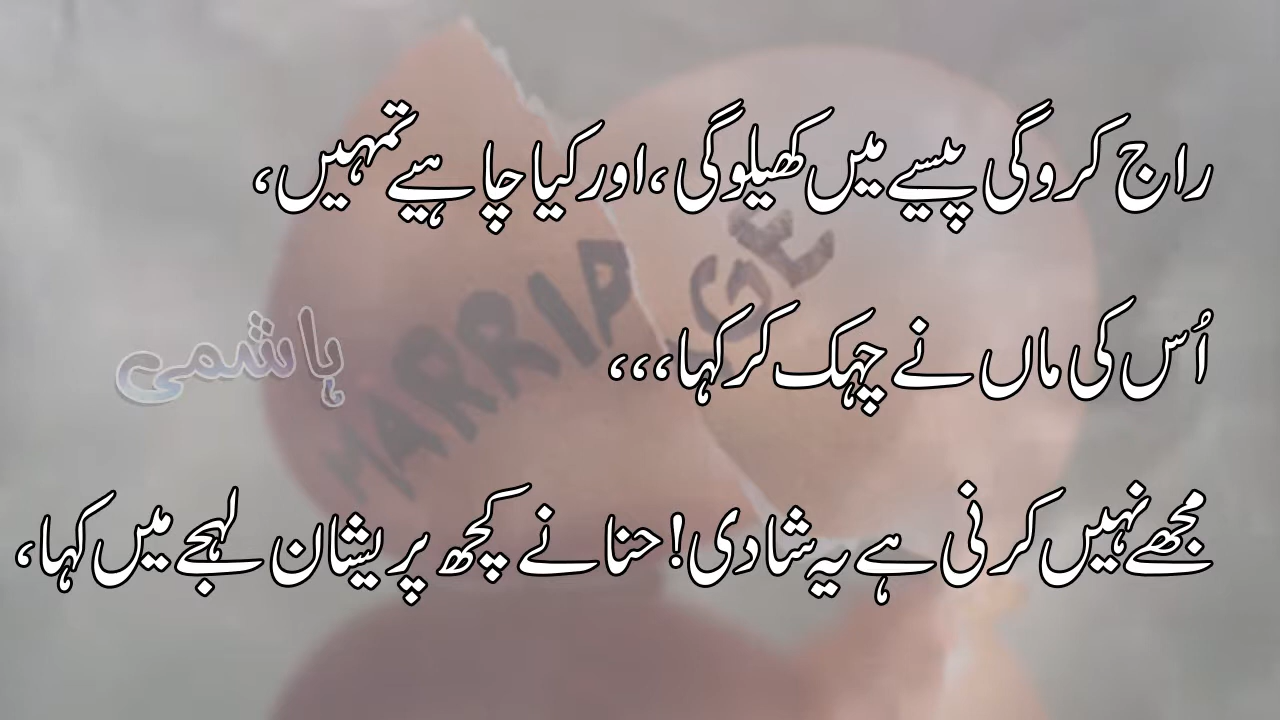 راج کرو گی پیسے میں کھیلو گی ،اور کیا چاہیے تمہیں،
MARRIAGE
اُس کی ماں نے چہک کر کہا،،،
ہاشمی
مجھے نہیں کرنی ہے یہ شادی! حنا نے کچھ پریشان لہجے میں کہا،